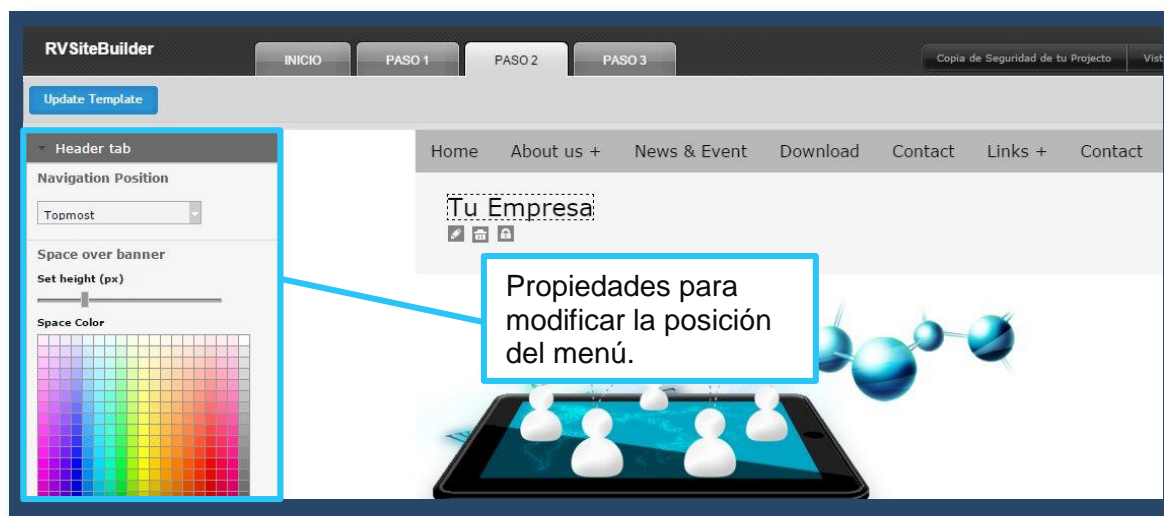 RVSiteBuilder
INICIO
PASO 1
PASO 2
PASO 3
Copia de Seguridad de tu Projecto
Vist
Update Template
Header tab
Navigation Position
Topmost
Space over banner
Set height (px)
Space Color
Home
About us +
News & Event
Download
Contact
Links +
Contact
Tu Empresa
Propiedades para
modificar la posición
del menú.